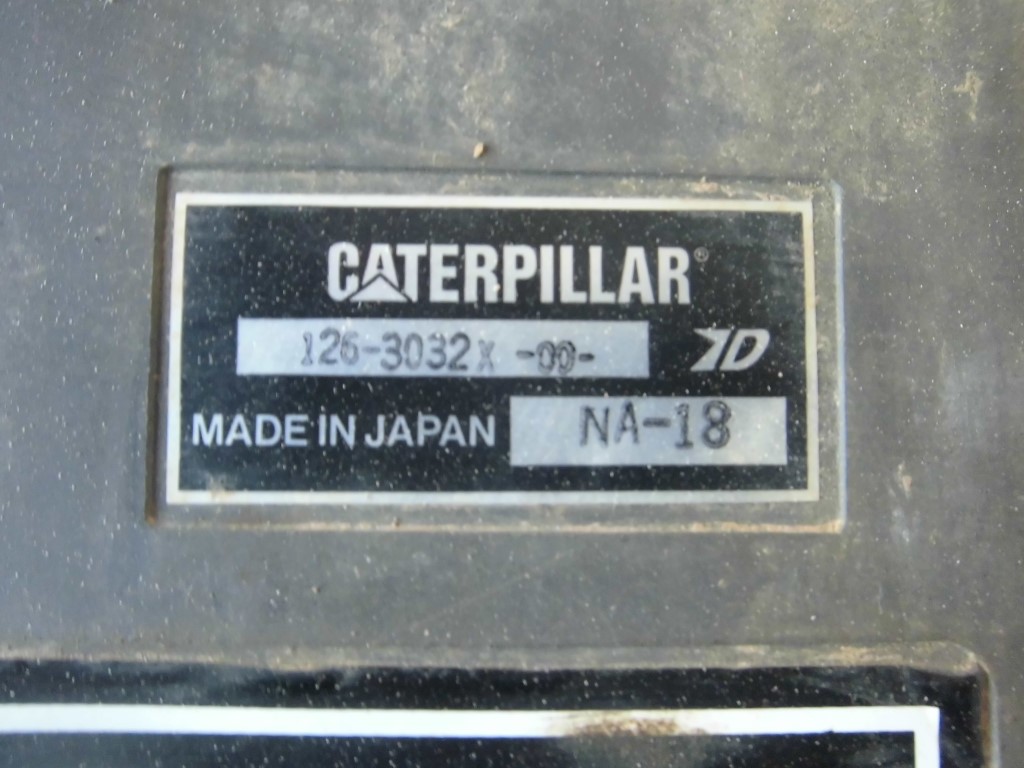 CATERPILLAR®
126-3032X -00-
MADE IN JAPAN NA-18